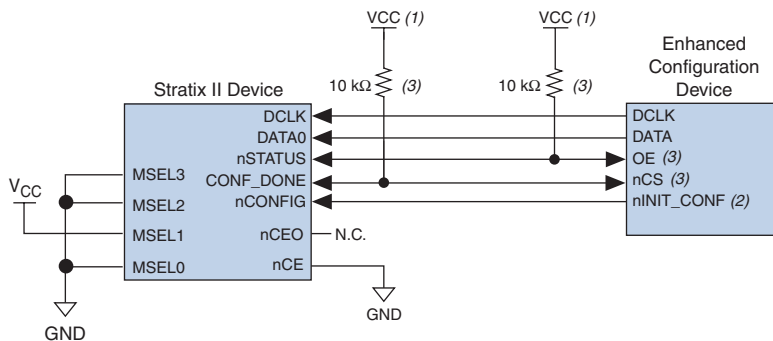 VCC (1)
VCC (1)
Enhanced
Configuration
Device
Stratix II Device
10 kΩ
(3)
10 kΩ
(3)
DCLK
DCLK
DATA0
DATA
nSTATUS
OE (3)
MSEL3
CONF_DONE
nCS (3)
VCC
MSEL2
nCONFIG
nINIT_CONF (2)
MSEL1
nCEO
N.C.
MSEL0
nCE
GND
GND